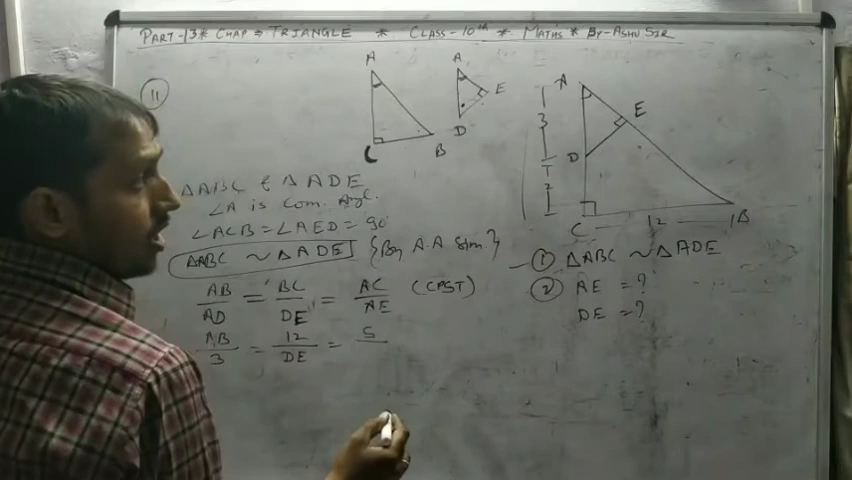 PART-13* CHAP ⇒ TRIANGLE * CLASS-10th * MATHS * BY-ASHU SIR
11
A
C
B
A
E
D
A
E
D
C
B
3
2
12
ΔABC & ΔADE
∠A is com. Angl.
∠ACB = ∠AED = 90°
ΔABC ~ ΔADE {By A.A Sim.}
AB/AD = BC/DE = AC/AE (CPST)
AB/3 = 12/DE = 5
① ΔABC ~ ΔADE
② AE = ?
DE = ?